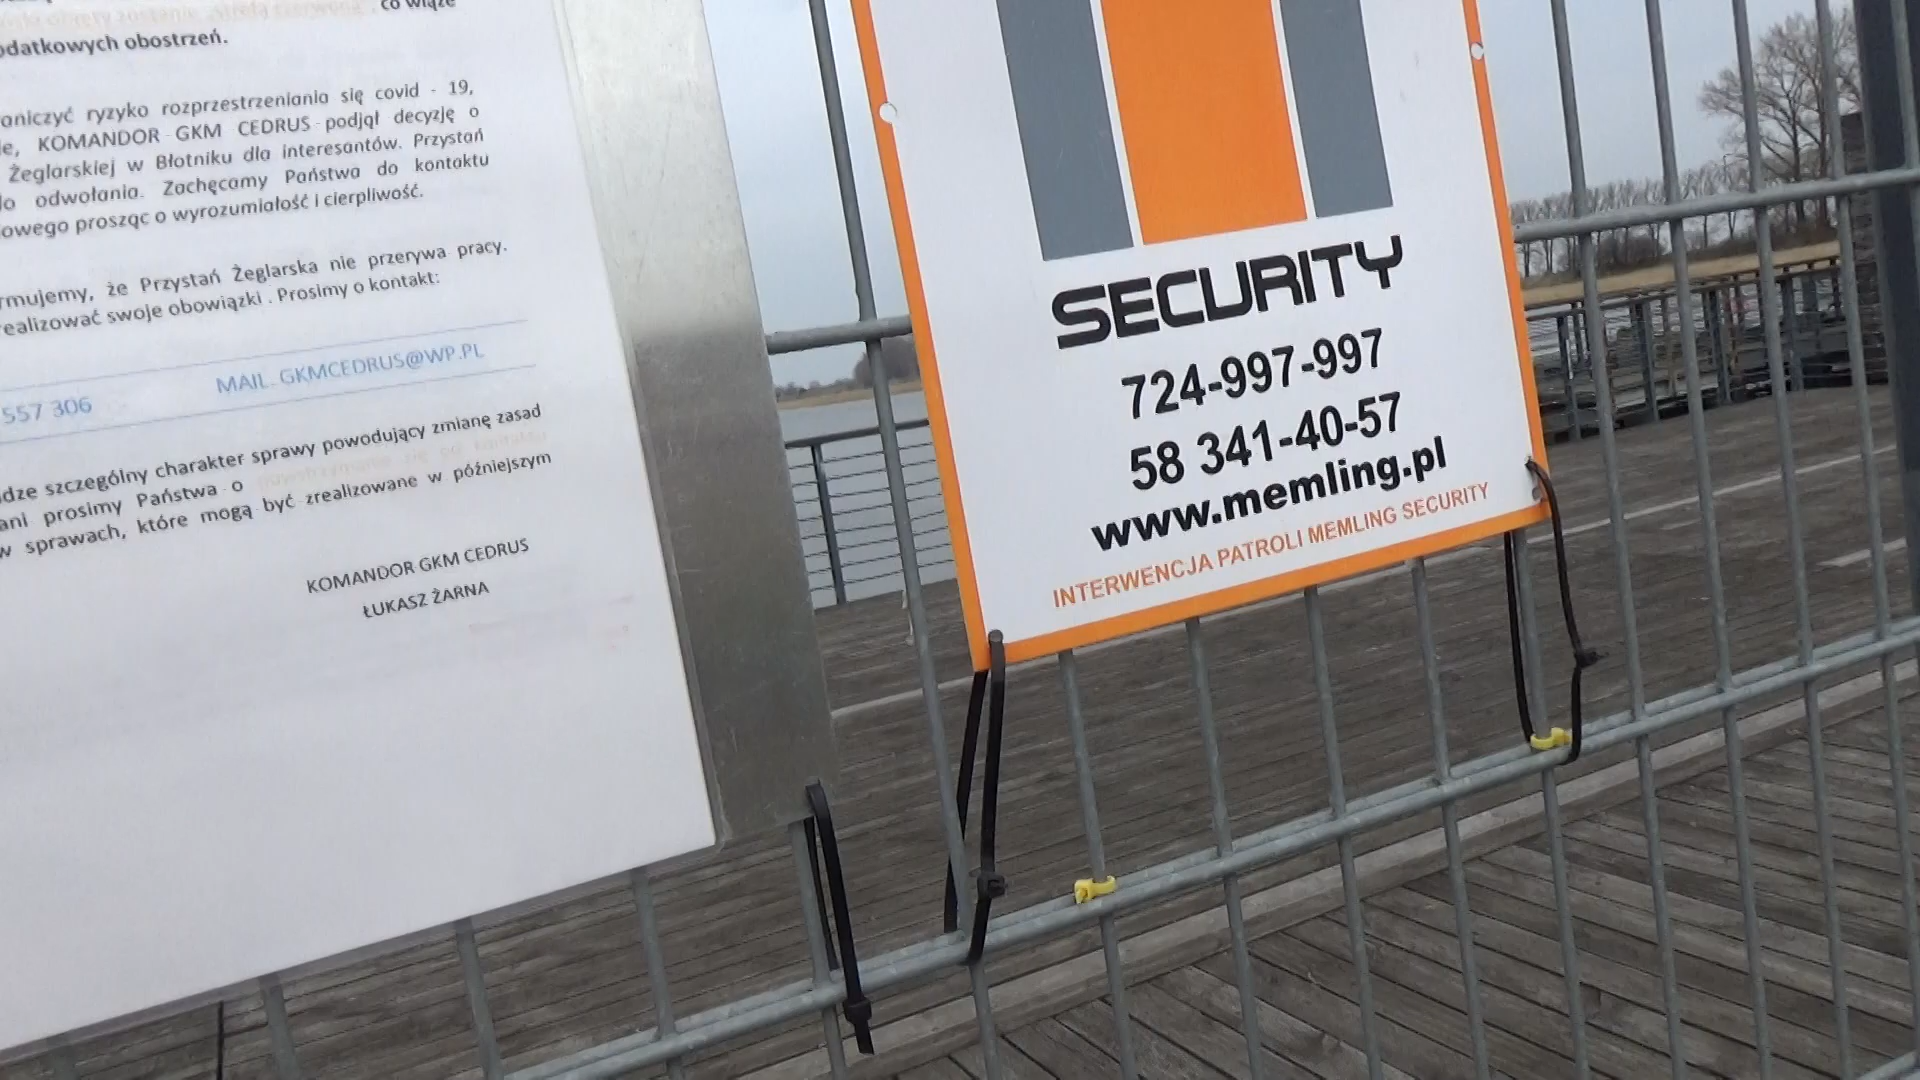 co wiąże
odatkowych obostrzeń.
aniczyć ryzyko rozprzestrzeniania się covid - 19,
ie, KOMANDOR GKM CEDRUS podjął decyzję o
Żeglarskiej w Błotniku dla interesantów. Przystań
do odwołania. Zachęcamy Państwa do kontaktu
owego prosząc o wyrozumiałość i cierpliwość.
rmujemy, że Przystań Żeglarska nie przerywa pracy.
realizować swoje obowiązki . Prosimy o kontakt:
557 306 MAIL. GKMCEDRUS@WP.PL
dze szczególny charakter sprawy powodujący zmianę zasad
ani prosimy Państwa o
w sprawach, które mogą być zrealizowane w późniejszym
KOMANDOR GKM CEDRUS
ŁUKASZ ŻARNA
SECURITY
724-997-997
58 341-40-57
www.memling.pl
INTERWENCJA PATROLI MEMLING SECURITY